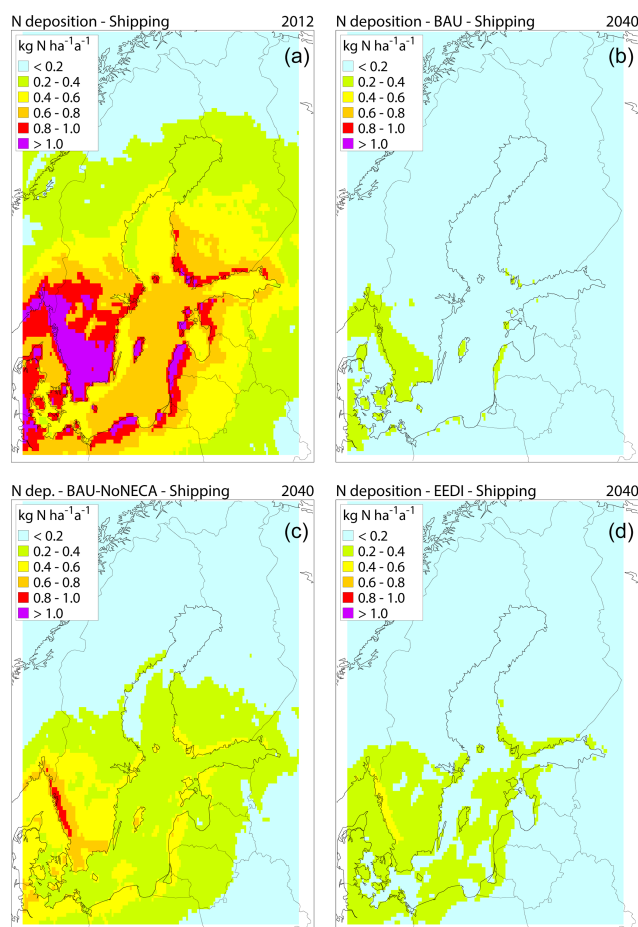 N deposition - Shipping 2012
kg N ha-1a-1
< 0.2
0.2 - 0.4
0.4 - 0.6
0.6 - 0.8
0.8 - 1.0
> 1.0
(a)
N deposition - BAU - Shipping 2040
kg N ha-1a-1
< 0.2
0.2 - 0.4
0.4 - 0.6
0.6 - 0.8
0.8 - 1.0
> 1.0
(b)
N dep. - BAU-NoNECA - Shipping 2040
kg N ha-1a-1
< 0.2
0.2 - 0.4
0.4 - 0.6
0.6 - 0.8
0.8 - 1.0
> 1.0
(c)
N deposition - EEDI - Shipping 2040
kg N ha-1a-1
< 0.2
0.2 - 0.4
0.4 - 0.6
0.6 - 0.8
0.8 - 1.0
> 1.0
(d)